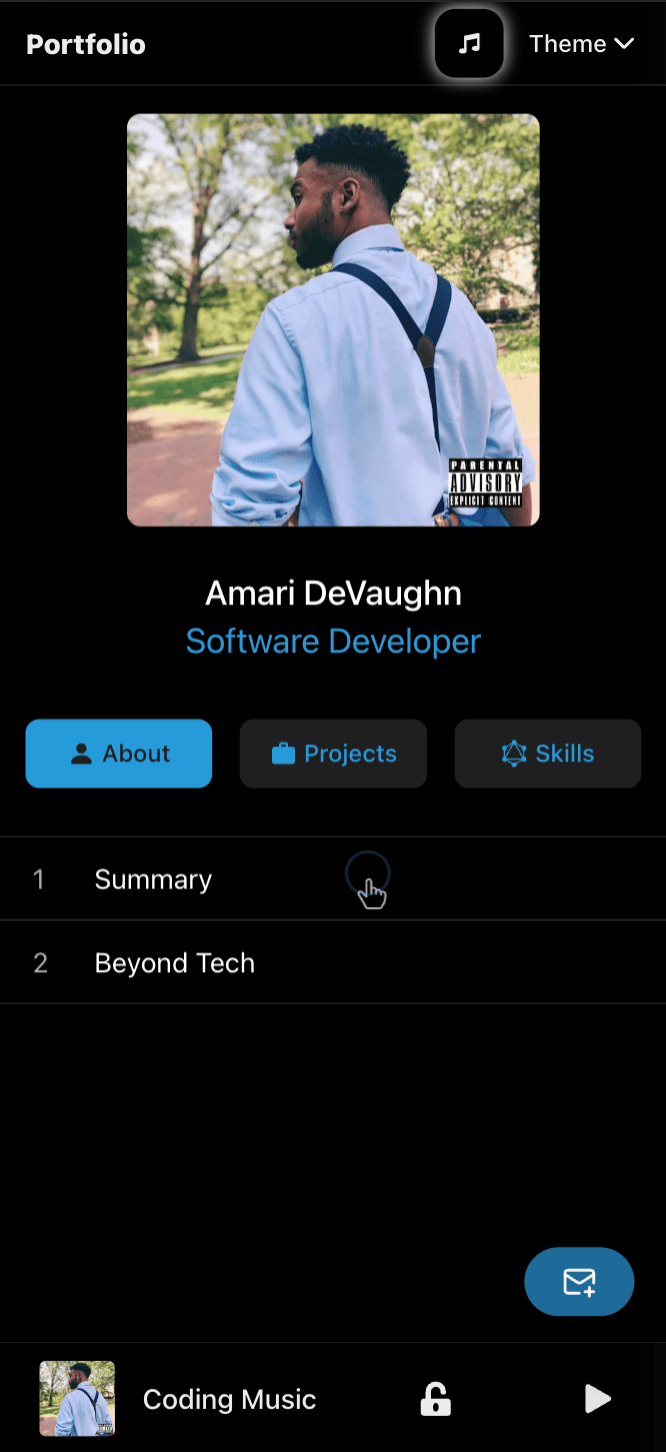 Portfolio
Theme
PARENTAL
ADVISORY
EXPLICIT CONTENT
Amari DeVaughn
Software Developer
About
Projects
Skills
1 Summary
2 Beyond Tech
Coding Music